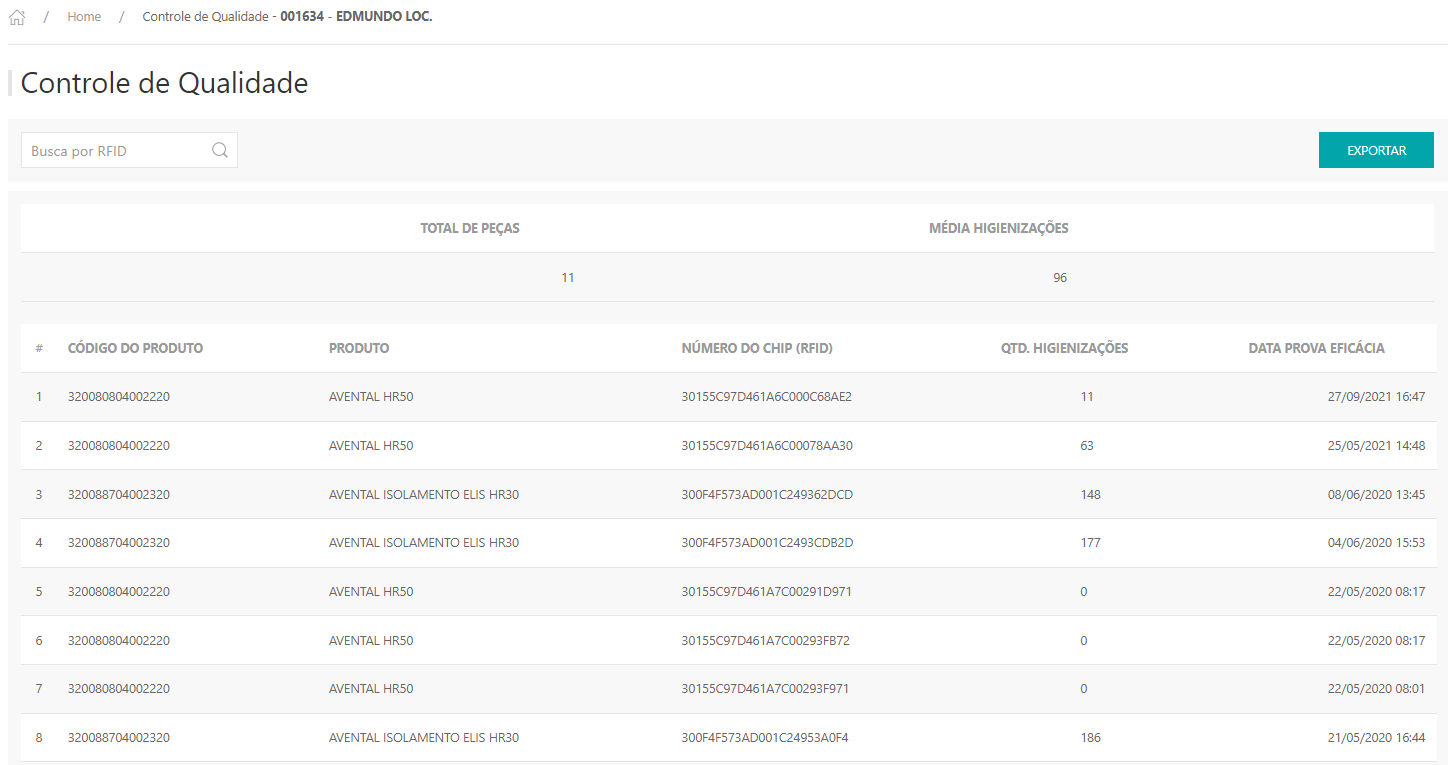 / Home / Controle de Qualidade - 001634 - EDMUNDO LOC.
Controle de Qualidade
Busca por RFID EXPORTAR
TOTAL DE PEÇAS MÉDIA HIGIENIZAÇÕES
11 96
# CÓDIGO DO PRODUTO PRODUTO NÚMERO DO CHIP (RFID) QTD. HIGIENIZAÇÕES DATA PROVA EFICÁCIA
1 320080804002220 AVENTAL HR50 30155C97D461A6C000C68AE2 11 27/09/2021 16:47
2 320080804002220 AVENTAL HR50 30155C97D461A6C00078AA30 63 25/05/2021 14:48
3 320088704002320 AVENTAL ISOLAMENTO ELIS HR30 300F4F573AD001C249362DCD 148 08/06/2020 13:45
4 320088704002320 AVENTAL ISOLAMENTO ELIS HR30 300F4F573AD001C2493CDB2D 177 04/06/2020 15:53
5 320080804002220 AVENTAL HR50 30155C97D461A7C00291D971 0 22/05/2020 08:17
6 320080804002220 AVENTAL HR50 30155C97D461A7C00293FB72 0 22/05/2020 08:17
7 320080804002220 AVENTAL HR50 30155C97D461A7C00293F971 0 22/05/2020 08:01
8 320088704002320 AVENTAL ISOLAMENTO ELIS HR30 300F4F573AD001C24953A0F4 186 21/05/2020 16:44